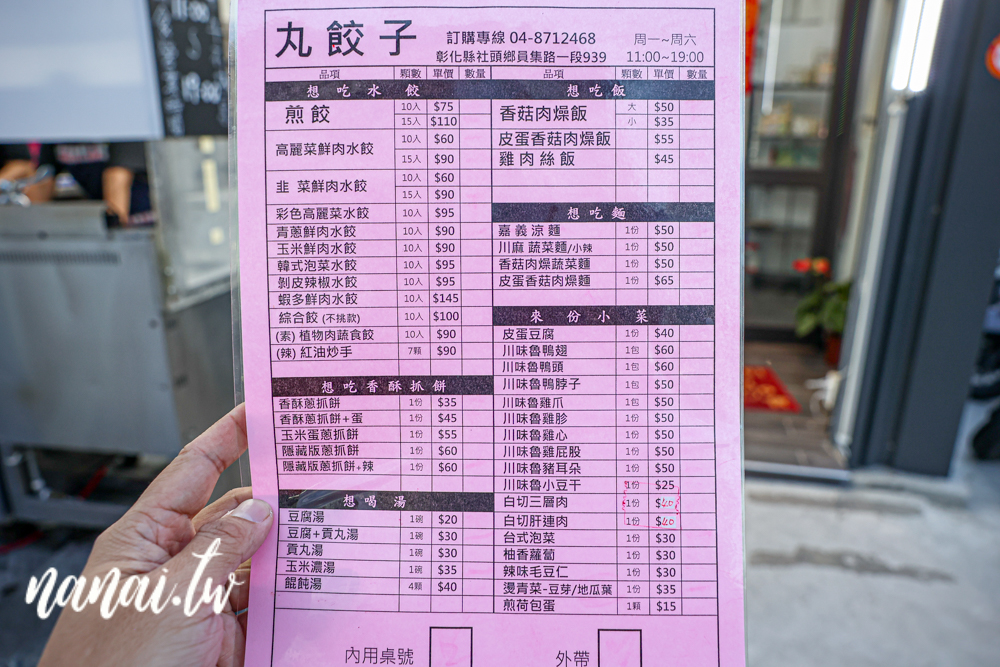 丸餃子
訂購專線 04-8712468
彰化縣社頭鄉員集路一段939
周一~周六
11:00~19:00
品項 顆數 單價 數量
想吃水餃
煎餃 10入 $75
15入 $110
高麗菜鮮肉水餃 10入 $60
15入 $90
韭 菜鮮肉水餃 10入 $60
15入 $90
彩色高麗菜水餃 10入 $95
青蔥鮮肉水餃 10入 $90
玉米鮮肉水餃 10入 $90
韓式泡菜水餃 10入 $95
剝皮辣椒水餃 10入 $95
蝦多鮮肉水餃 10入 $145
綜合餃 (不挑款) 10入 $100
(素) 植物肉蔬食餃 10入 $90
(辣) 紅油炒手 7顆 $90
想吃香酥抓餅
香酥蔥抓餅 1份 $35
香酥蔥抓餅+蛋 1份 $45
玉米蛋蔥抓餅 1份 $55
隱藏版蔥抓餅 1份 $60
隱藏版蔥抓餅+辣 1份 $60
想喝湯
豆腐湯 1碗 $20
豆腐+貢丸湯 1碗 $30
貢丸湯 1碗 $30
玉米濃湯 1碗 $35
餛飩湯 4顆 $40
品項 顆數 單價 數量
想吃飯
香菇肉燥飯 大 $50
小 $35
皮蛋香菇肉燥飯 $55
雞肉絲飯 $45
想吃麵
嘉義涼麵 1份 $50
川麻蔬菜麵/小辣 1份 $50
香菇肉燥蔬菜麵 1份 $50
皮蛋香菇肉燥麵 1份 $65
來份小菜
皮蛋豆腐 1份 $40
川味魯鴨翅 1包 $60
川味魯鴨頭 1包 $60
川味魯鴨脖子 1包 $50
川味魯雞爪 1包 $50
川味魯雞胗 1份 $50
川味魯雞心 1份 $50
川味魯雞屁股 1份 $50
川味魯豬耳朵 1份 $50
川味魯小豆干 1份 $25
白切三層肉 1份 $40
白切肝連肉 1份 $40
台式泡菜 1份 $30
柚香蘿蔔 1份 $30
辣味毛豆仁 1份 $30
燙青菜-豆芽/地瓜葉 1份 $35
煎荷包蛋 1顆 $15
內用桌號
外帶
nanai.tw